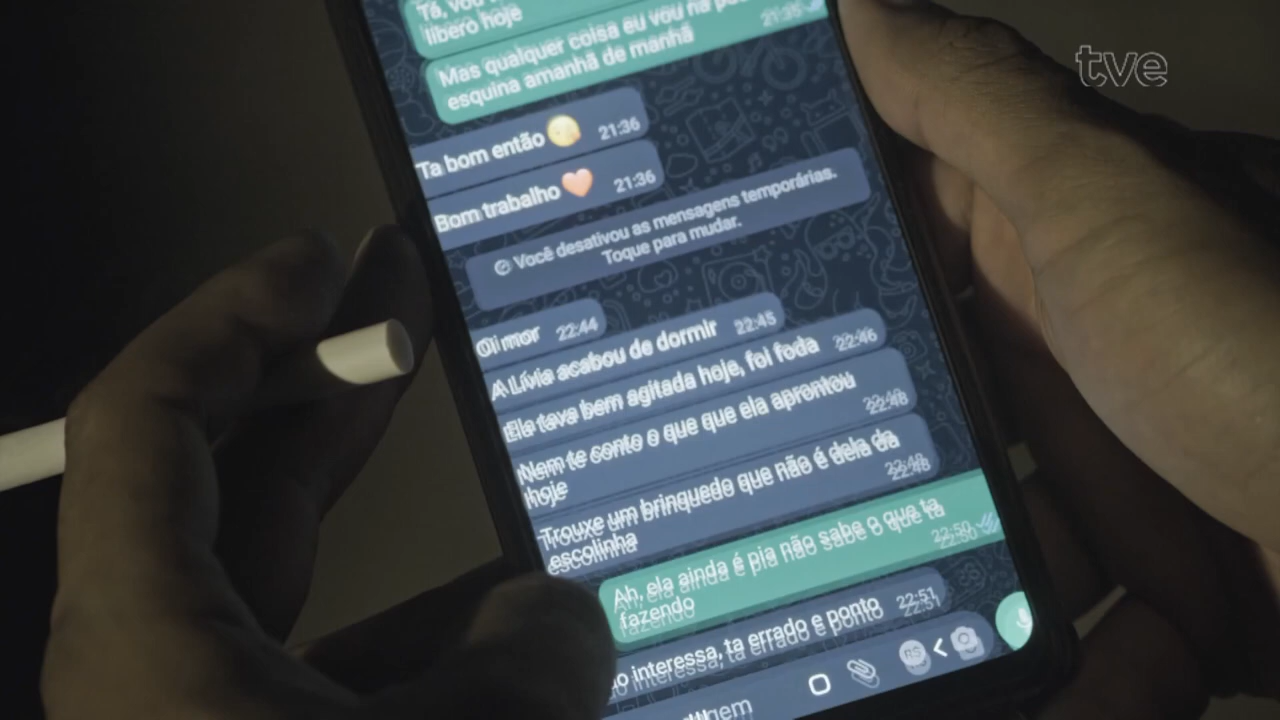 Tá, vou
libero hoje
Mas qualquer coisa eu vou na
21:35
esquina amanhã de manhã
tve
Ta bom então 21:36
Bom trabalho 21:36
Você desativou as mensagens temporárias.
Toque para mudar.
Oi mor 22:44
A Lívia acabou de dormir 22:45
Ela tava bem agitada hoje, foi foda 22:46
Nem te conto o que que ela aprontou
hoje 22:48
Trouxe um brinquedo que não é dela da
escolinha 22:48
Ah, ela ainda é pia não sabe o que ta
fazendo 22:50
interessa, ta errado e ponto 22:51
R$